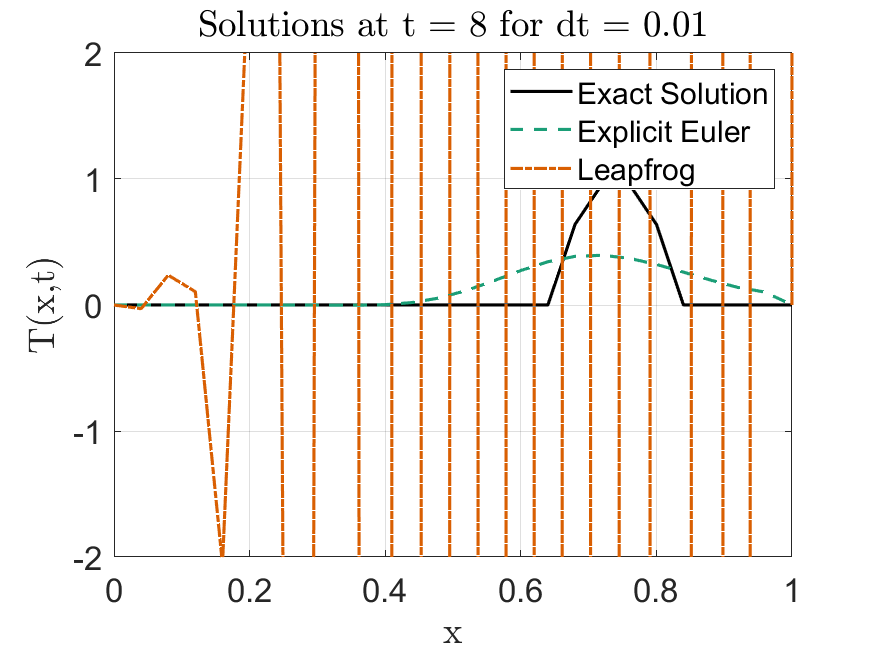 Solutions at t = 8 for dt = 0.01
Exact Solution
Explicit Euler
Leapfrog
2
1
0
-1
-2
T(x,t)
0 0.2 0.4 0.6 0.8 1
x